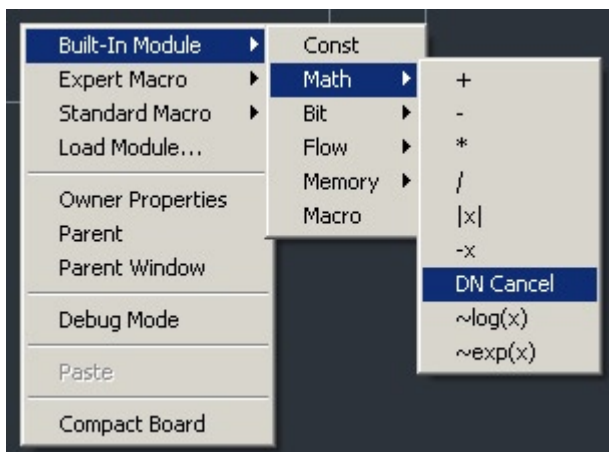 Built-In Module
Expert Macro
Standard Macro
Load Module...
Owner Properties
Parent
Parent Window
Debug Mode
Paste
Compact Board
Const
Math
Bit
Flow
Memory
Macro
+
-
*
/
|x|
-x
DN Cancel
~log(x)
~exp(x)